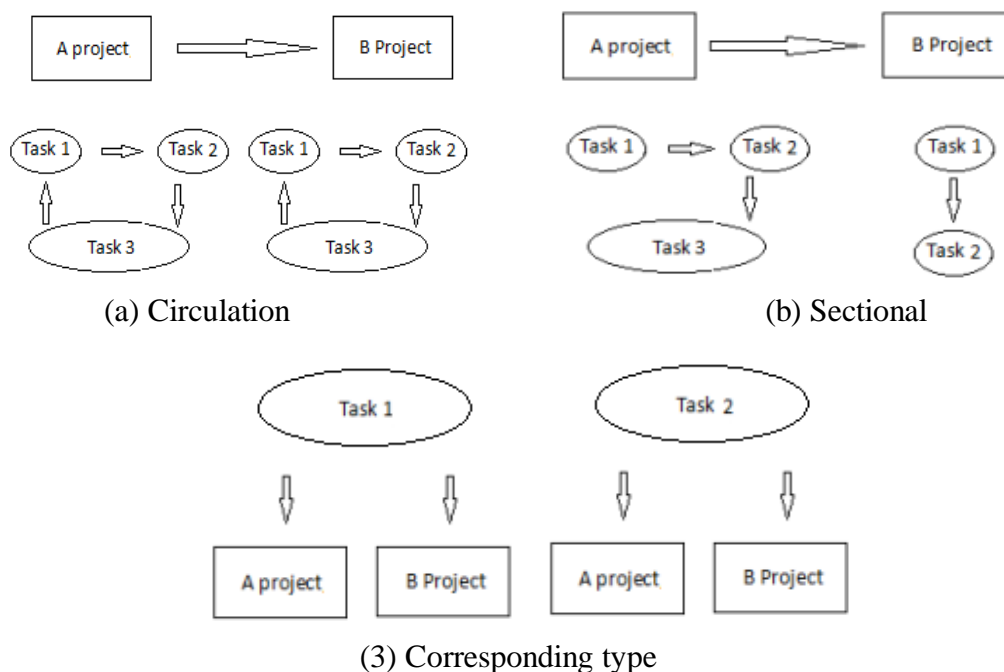 A project
B Project
A project
B Project
Task 1
Task 2
Task 1
Task 2
Task 1
Task 2
Task 1
Task 3
Task 3
Task 3
Task 2
(a) Circulation
(b) Sectional
Task 1
Task 2
A project
B Project
A project
B Project
(3) Corresponding type